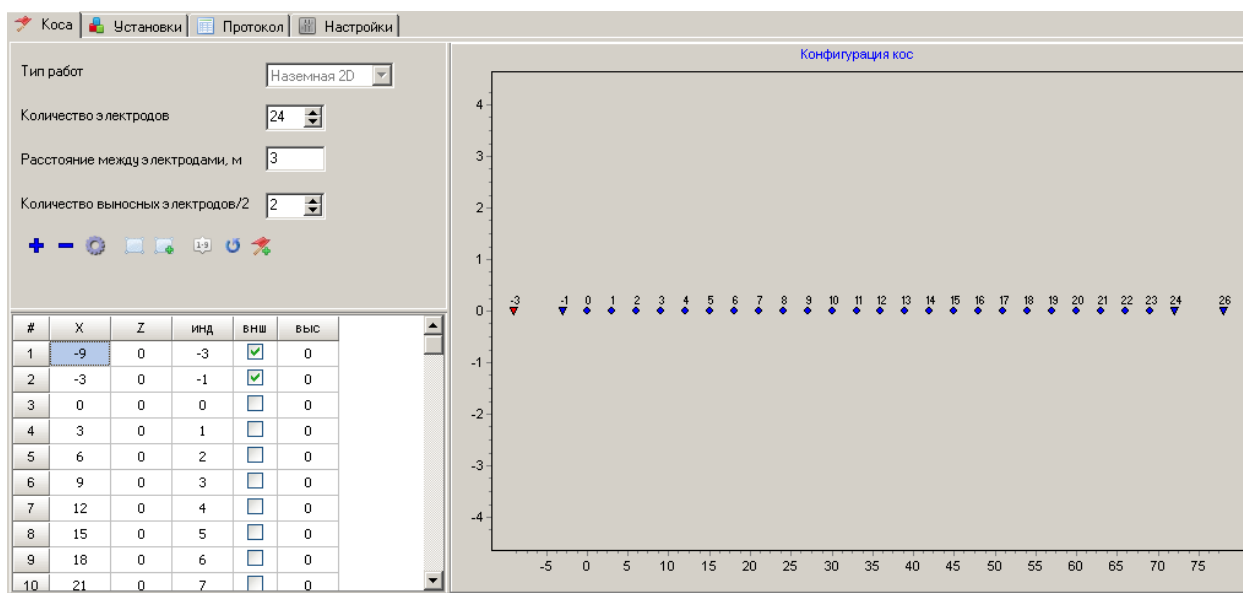 Коса Установки Протокол Настройки
Тип работ Наземная 2D
Количество электродов 24
Расстояние между электродами, м 3
Количество выносных электродов/2 2
1-9
# X Z инд внш выс
1 -9 0 -3 0
2 -3 0 -1 0
3 0 0 0 0
4 3 0 1 0
5 6 0 2 0
6 9 0 3 0
7 12 0 4 0
8 15 0 5 0
9 18 0 6 0
10 21 0 7 0
Конфигурация кос
4
3
2
1
0
-1
-2
-3
-4
-3 -1 0 1 2 3 4 5 6 7 8 9 10 11 12 13 14 15 16 17 18 19 20 21 22 23 24 26
-5 0 5 10 15 20 25 30 35 40 45 50 55 60 65 70 75